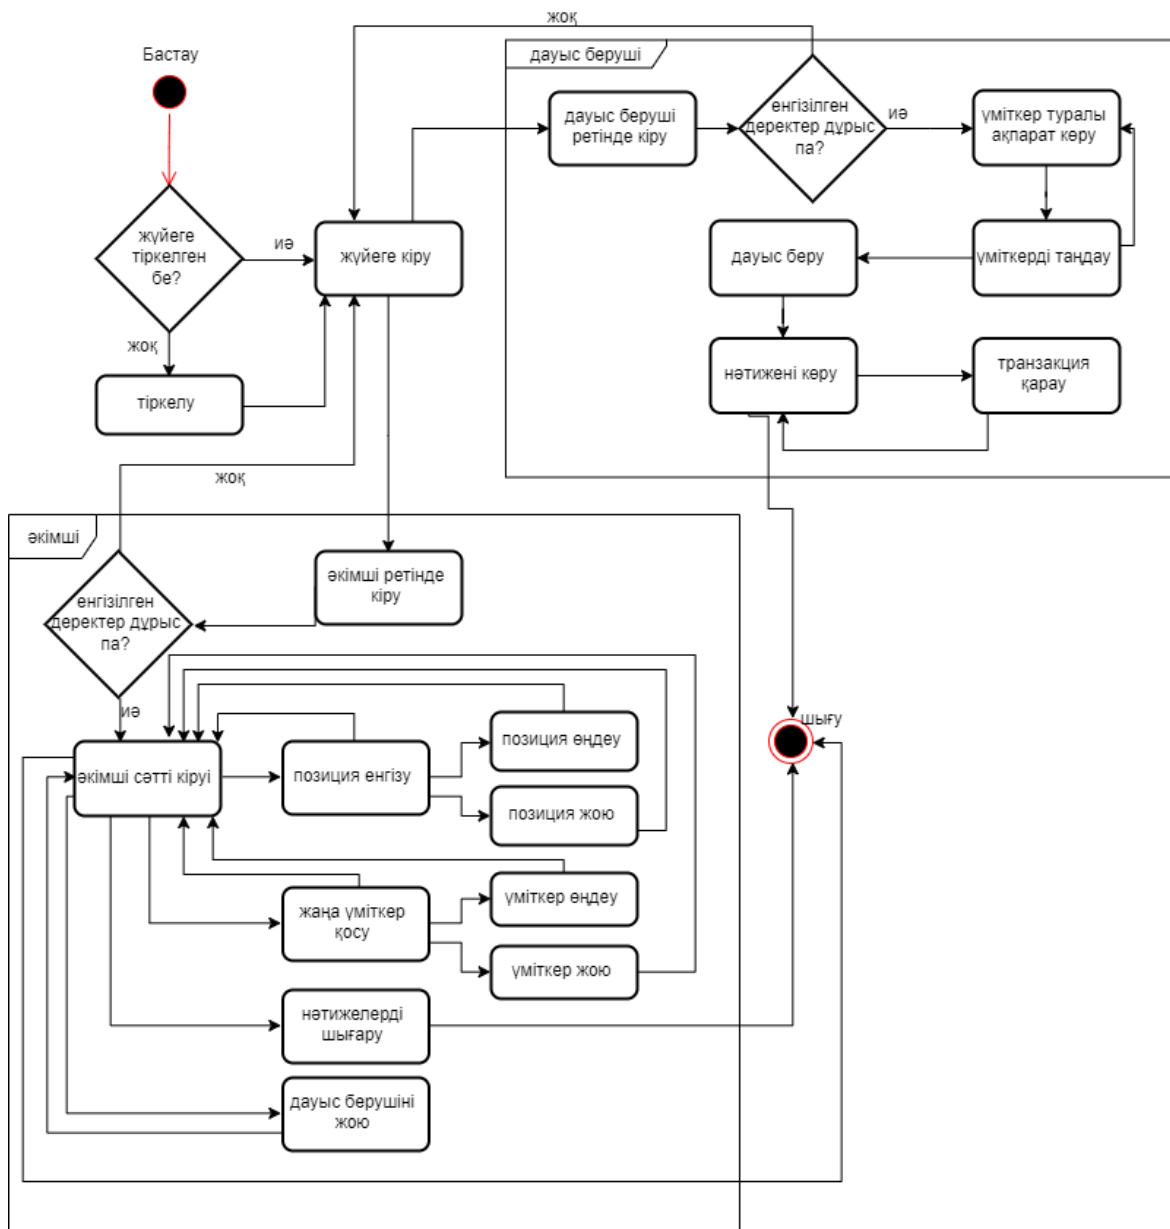 жоқ
Бастау
дауыс беруші
дауыс беруші
ретінде кіру
енгізілген
деректер дұрыс
па?
иә
үміткер туралы
ақпарат көру
жүйеге
тіркелген
бе?
иә
жүйеге кіру
дауыс беру
үміткерді таңдау
жоқ
тіркелу
нәтижені көру
транзакция
қарау
жоқ
әкімші
әкімші ретінде
кіру
енгізілген
деректер дұрыс
па?
иә
шығу
әкімші сәтті кіруі
позиция енгізу
позиция өңдеу
позиция жою
жаңа үміткер
қосу
үміткер өңдеу
үміткер жою
нәтижелерді
шығару
дауыс берушіні
жою